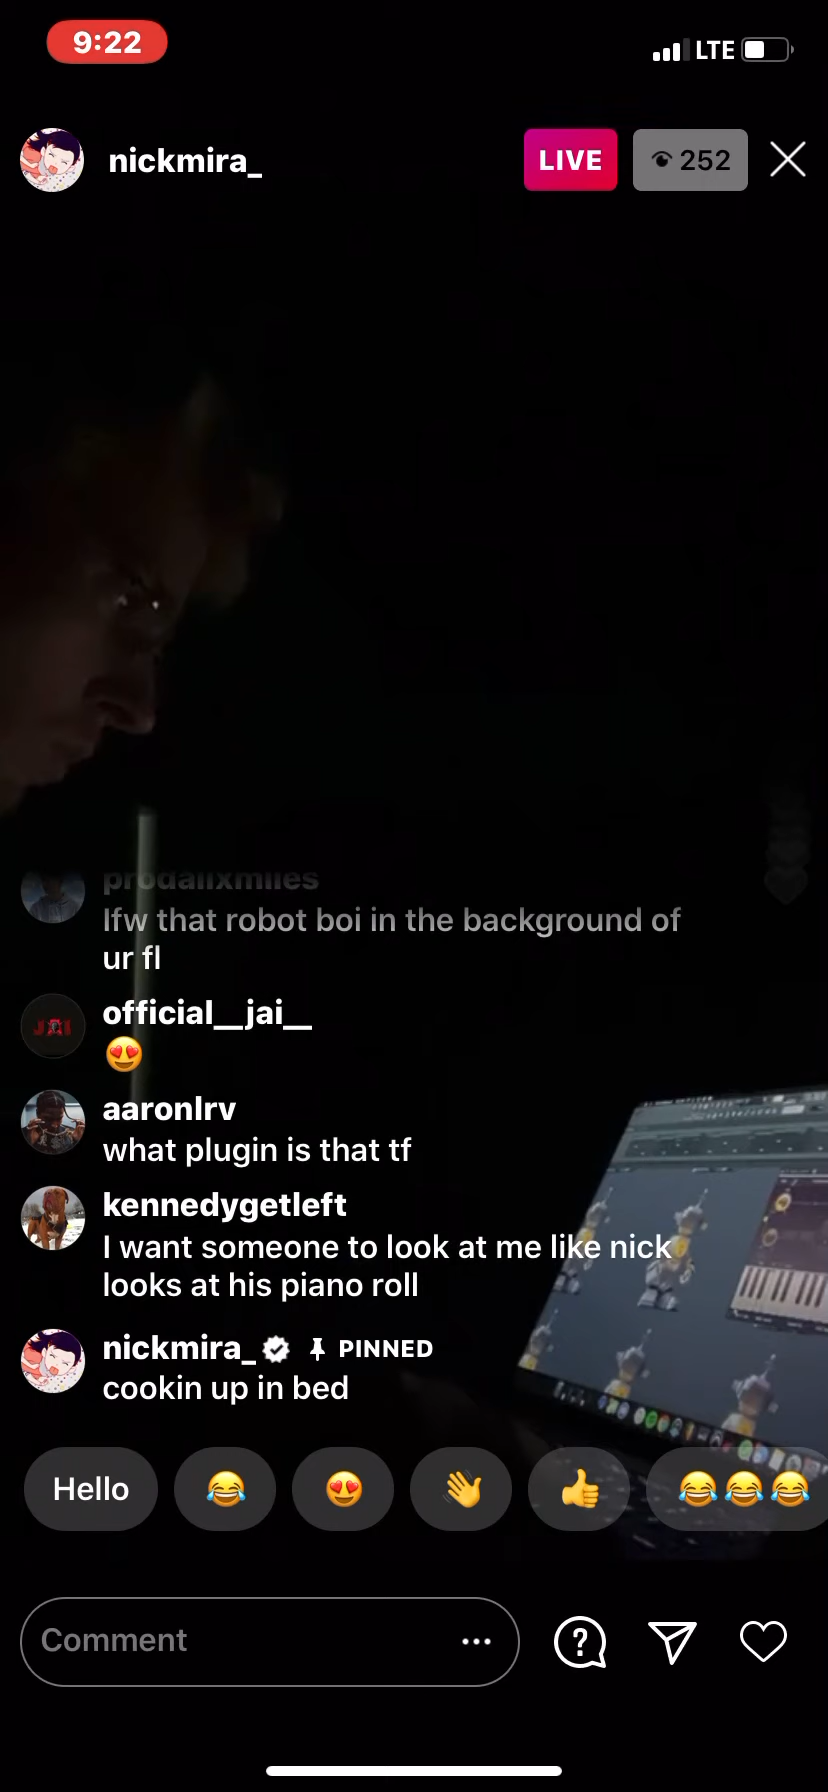 9:22
LTE
nickmira_
LIVE
252
prodallxmiles
Ifw that robot boi in the background of
ur fl
official__jai__
😍
aaronlrv
what plugin is that tf
kennedygetleft
I want someone to look at me like nick
looks at his piano roll
nickmira_ PINNED
cookin up in bed
Hello 😂 😍 👋 👍 😂😂😂
Comment